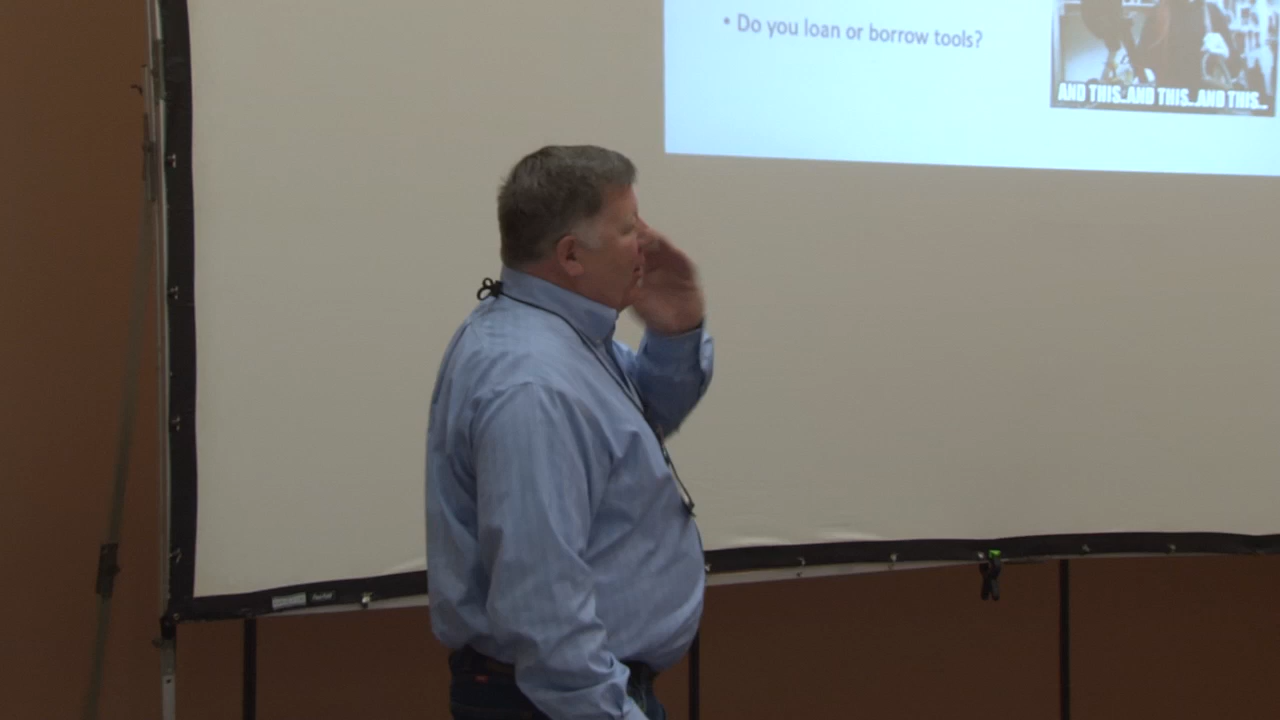 • Do you loan or borrow tools?
AND THIS..AND THIS...AND THIS...